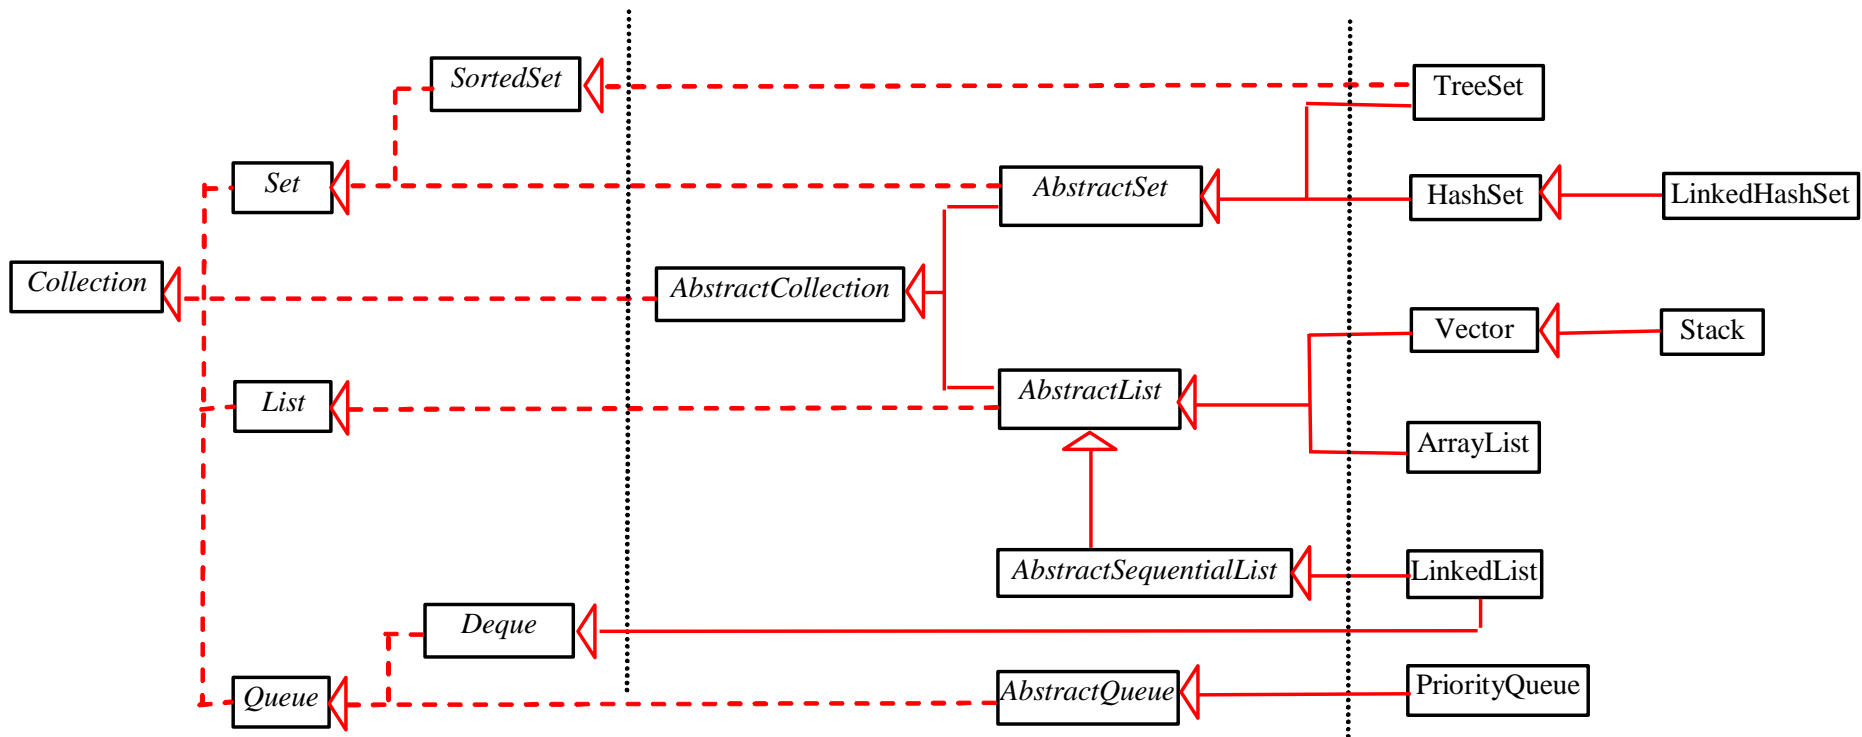 SortedSet
TreeSet
Set
AbstractSet
HashSet
LinkedHashSet
Collection
AbstractCollection
Vector
Stack
List
AbstractList
ArrayList
AbstractSequentialList
LinkedList
Deque
Queue
AbstractQueue
PriorityQueue